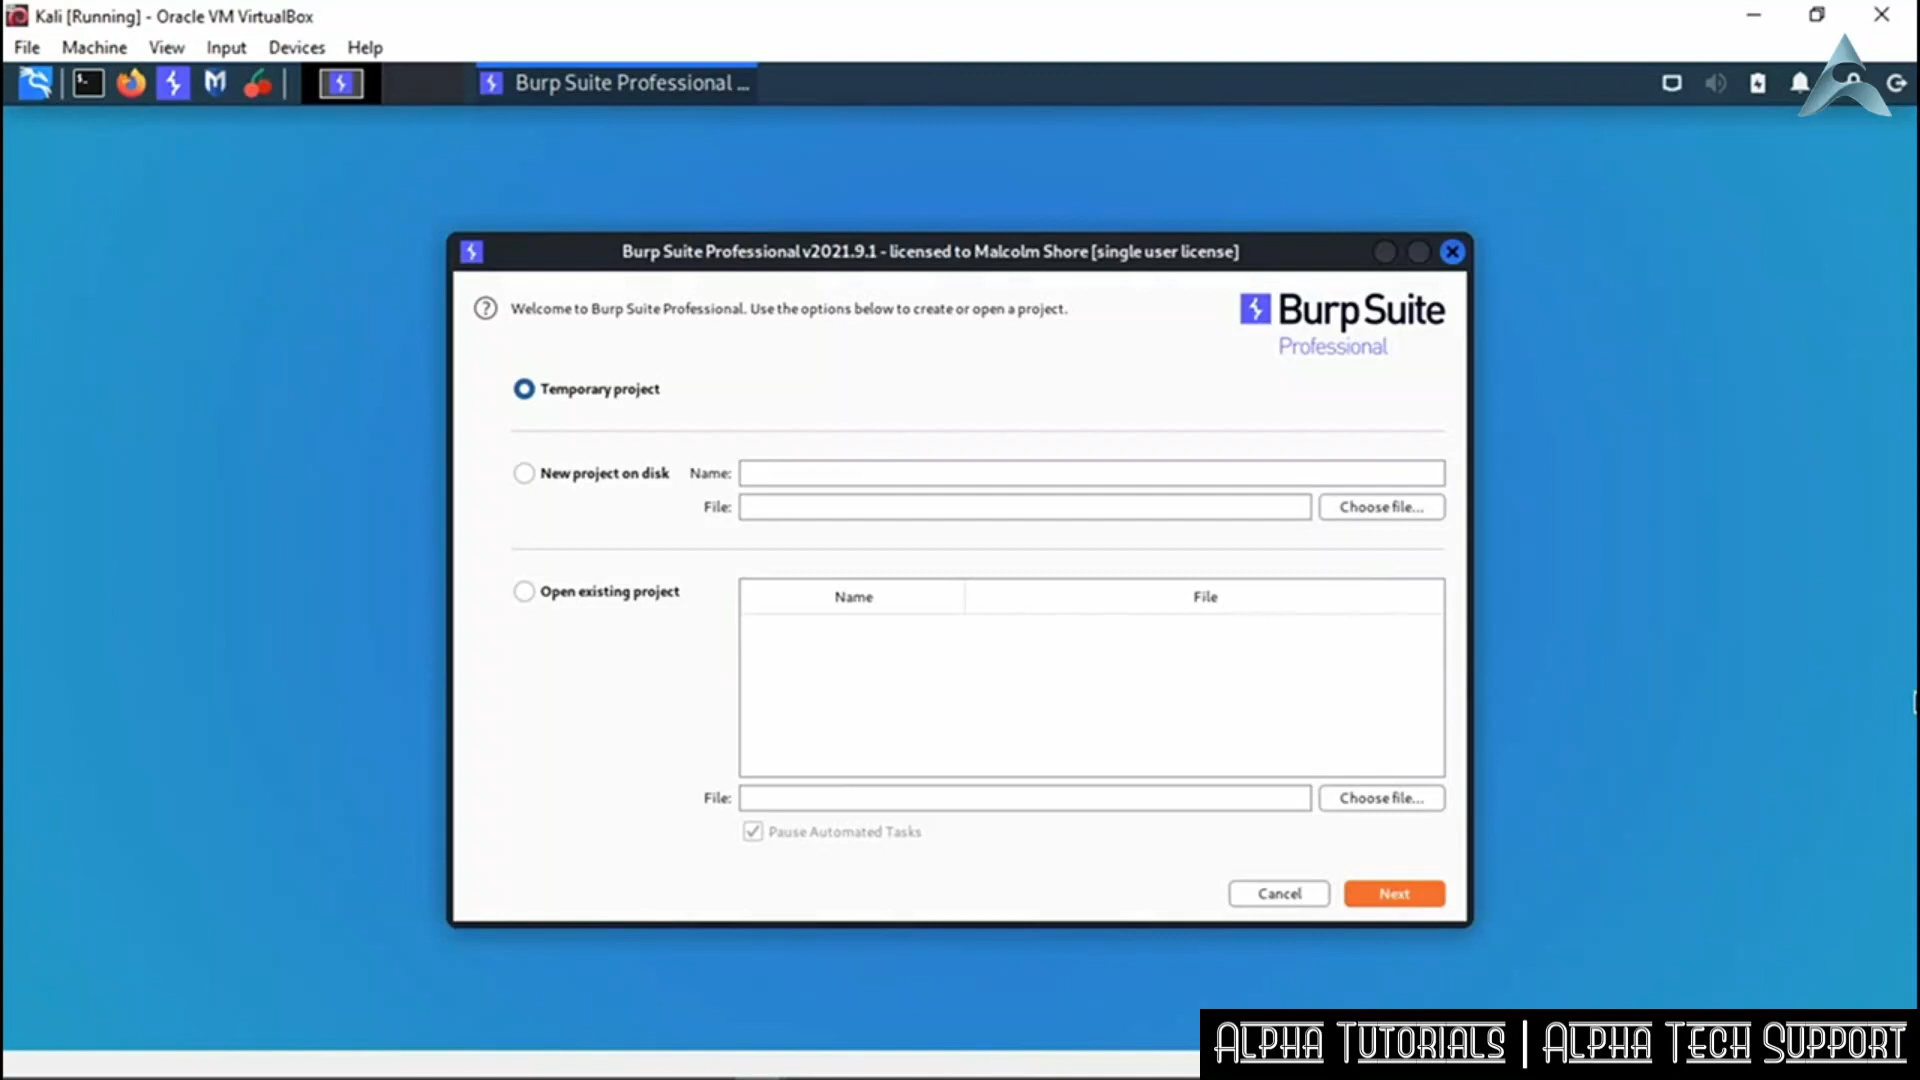 Kali [Running] - Oracle VM VirtualBox
File Machine View Input Devices Help
Burp Suite Professional ...
Burp Suite Professional v2021.9.1 - licensed to Malcolm Shore [single user license]
Welcome to Burp Suite Professional. Use the options below to create or open a project.
Burp Suite
Professional
Temporary project
New project on disk Name:
File: Choose file...
Open existing project Name File
File: Choose file...
Pause Automated Tasks
Cancel Next
ALPHA TUTORIALS | ALPHA TECH SUPPORT